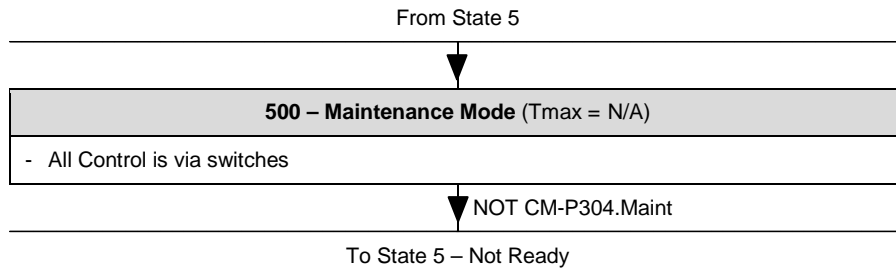 From State 5
500 – Maintenance Mode (Tmax = N/A)
- All Control is via switches
NOT CM-P304.Maint
To State 5 – Not Ready